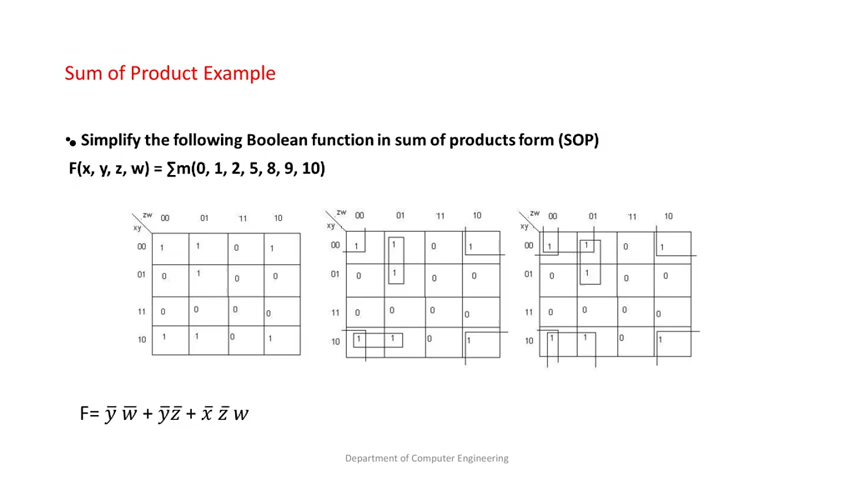 Sum of Product Example
•• Simplify the following Boolean function in sum of products form (SOP)
F(x, y, z, w) = ∑m(0, 1, 2, 5, 8, 9, 10)
zw 00 01 11 10
xy
00 1 1 0 1
01 0 1 0 0
11 0 0 0 0
10 1 1 0 1
zw 00 01 11 10
xy
00 1 1 0 1
01 0 1 0 0
11 0 0 0 0
10 1 1 0 1
zw 00 01 11 10
xy
00 1 1 0 1
01 0 1 0 0
11 0 0 0 0
10 1 1 0 1
F= y̅ w̅ + y̅z̅ + x̅ z̅ w
Department of Computer Engineering